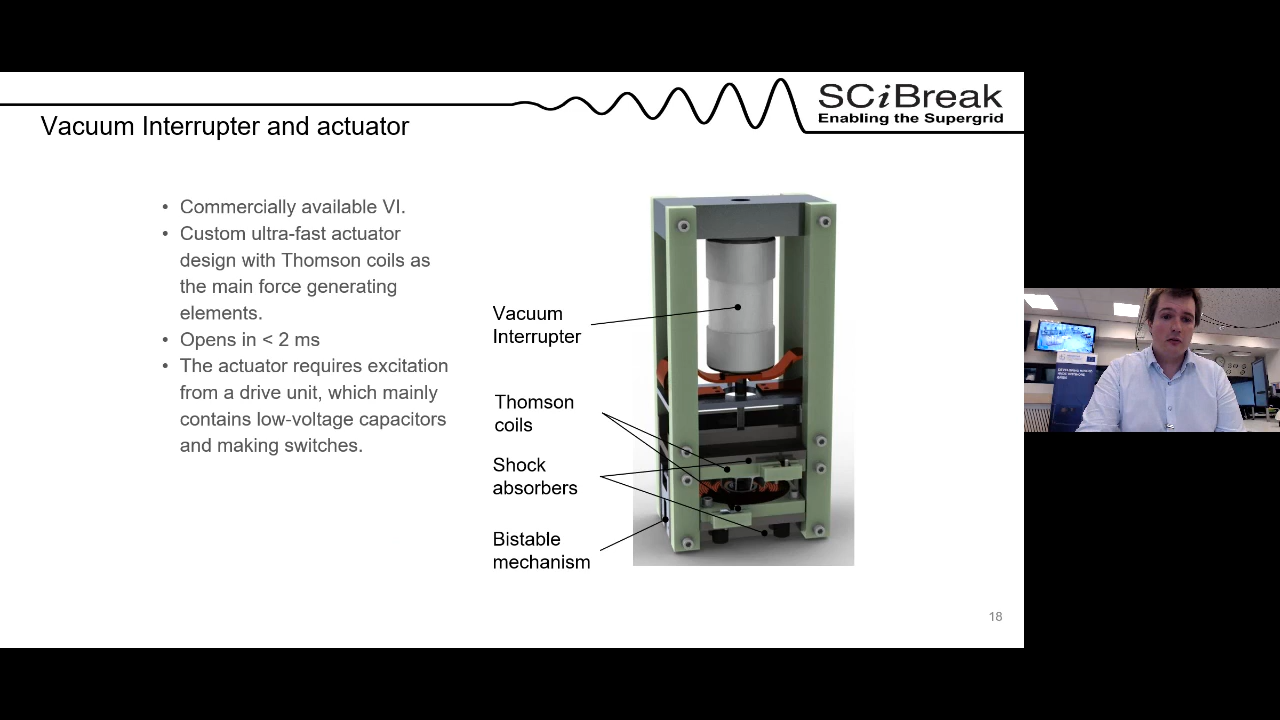 SCiBreak
Enabling the Supergrid
Vacuum Interrupter and actuator
• Commercially available VI.
• Custom ultra-fast actuator
design with Thomson coils as
the main force generating
elements.
• Opens in < 2 ms
• The actuator requires excitation
from a drive unit, which mainly
contains low-voltage capacitors
and making switches.
Vacuum
Interrupter
Thomson
coils
Shock
absorbers
Bistable
mechanism
18